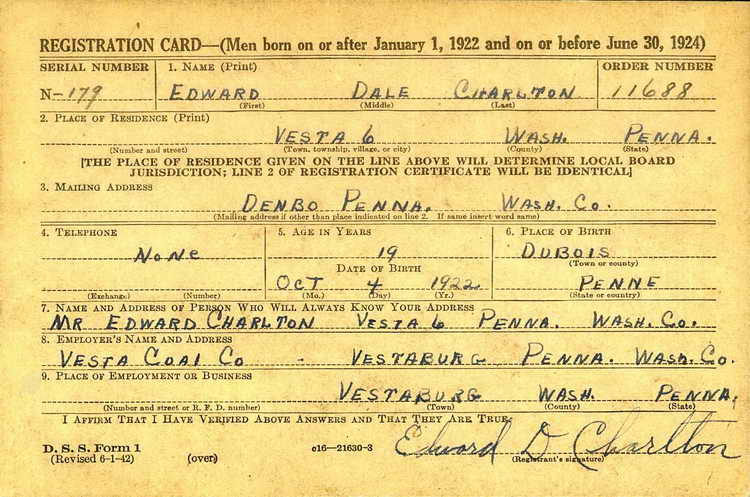 REGISTRATION CARD—(Men born on or after January 1, 1922 and on or before June 30, 1924)
SERIAL NUMBER 1. NAME (Print) ORDER NUMBER
N-179 EDWARD DALE CHARLTON 11688
(First) (Middle) (Last)
2. PLACE OF RESIDENCE (Print)
VESTA 6 WASH. PENNA.
(Number and street) (Town, township, village, or city) (County) (State)
[THE PLACE OF RESIDENCE GIVEN ON THE LINE ABOVE WILL DETERMINE LOCAL BOARD
JURISDICTION; LINE 2 OF REGISTRATION CERTIFICATE WILL BE IDENTICAL]
3. MAILING ADDRESS
DENBO PENNA. WASH. CO.
(Mailing address if other than place indicated on line 2. If same insert word same)
4. TELEPHONE 5. AGE IN YEARS 6. PLACE OF BIRTH
NONE 19 DUBOIS
(Town or county)
DATE OF BIRTH
OCT 4 1922 PENNE
(Exchange) (Number) (Mo.) (Day) (Yr.) (State or country)
7. NAME AND ADDRESS OF PERSON WHO WILL ALWAYS KNOW YOUR ADDRESS
MR EDWARD CHARLTON VESTA 6 PENNA. WASH. CO.
8. EMPLOYER'S NAME AND ADDRESS
VESTA COAL CO - VESTABURG PENNA. WASH. CO.
9. PLACE OF EMPLOYMENT OR BUSINESS
VESTABURG WASH. PENNA.
(Number and street or R. F. D. number) (Town) (County) (State)
I AFFIRM THAT I HAVE VERIFIED ABOVE ANSWERS AND THAT THEY ARE TRUE.
Edward D Charlton
D. S. S. Form 1 c16—21630-3 (Registrant's signature)
(Revised 6-1-42) (over)